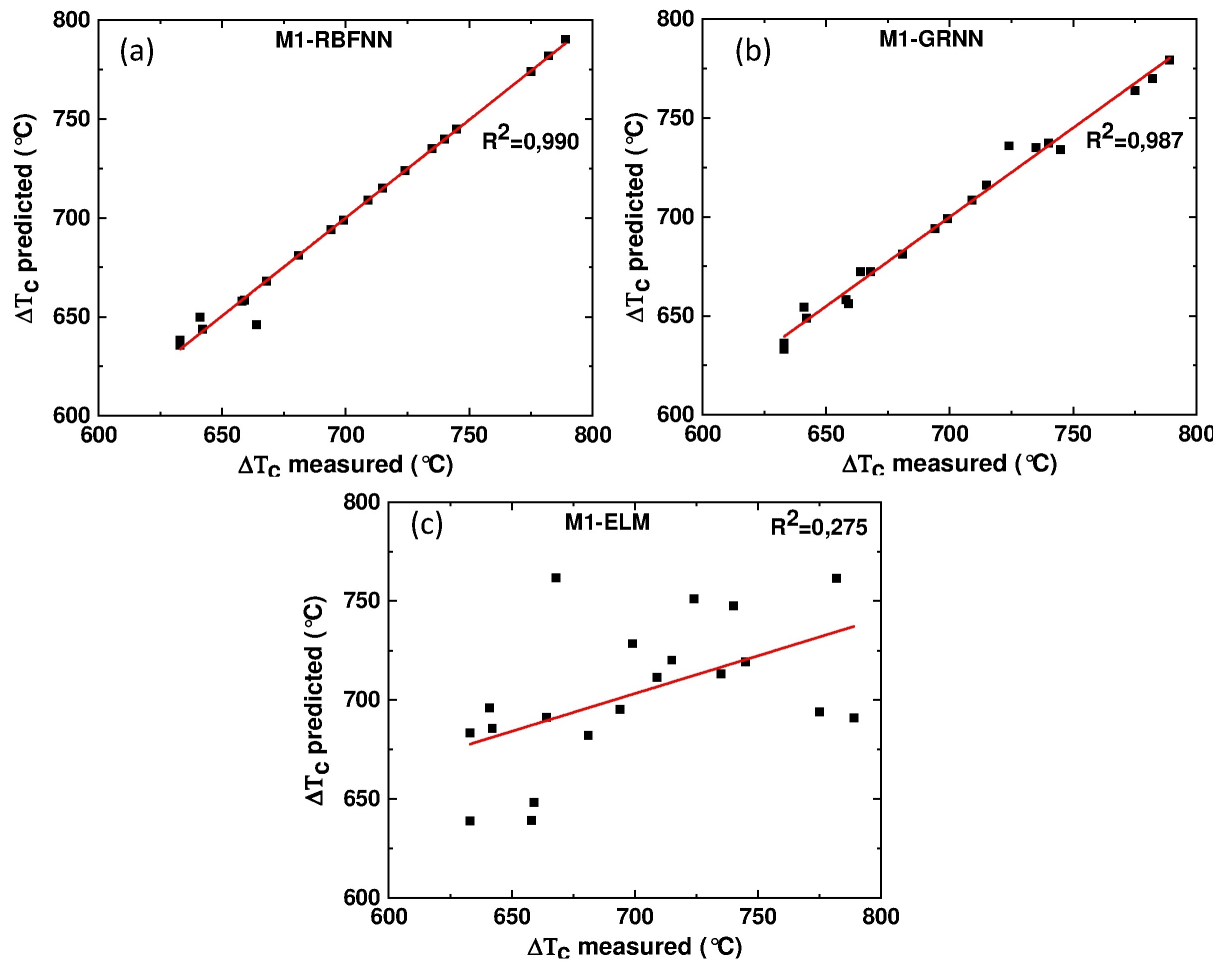 (a)
M1-RBFNN
R²=0,990
800
750
700
650
600
ΔTC predicted (°C)
600
650
700
750
800
ΔTC measured (°C)
(b)
M1-GRNN
R²=0,987
800
750
700
650
600
ΔTC predicted (°C)
600
650
700
750
800
ΔTC measured (°C)
(c)
M1-ELM
R²=0,275
800
750
700
650
600
ΔTC predicted (°C)
600
650
700
750
800
ΔTC measured (°C)